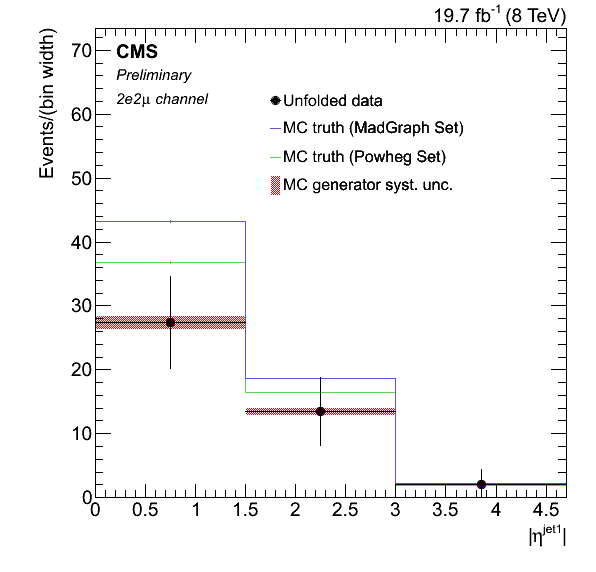 19.7 fb⁻¹ (8 TeV)
Events/(bin width)
CMS
Preliminary
2e2μ channel
Unfolded data
MC truth (MadGraph Set)
MC truth (Powheg Set)
MC generator syst. unc.
70
60
50
40
30
20
10
0
0 0.5 1 1.5 2 2.5 3 3.5 4 4.5
|η^jet1|